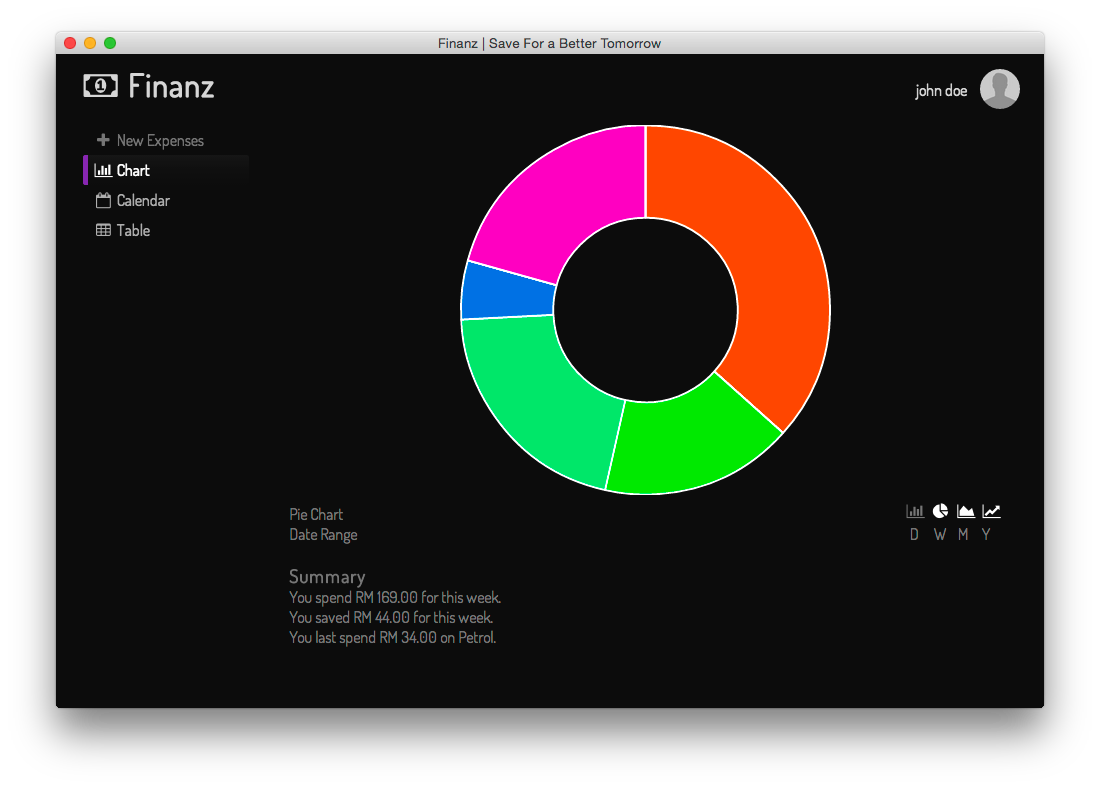 Finanz | Save For a Better Tomorrow
1 Finanz
john doe
New Expenses
Chart
Calendar
Table
Pie Chart
Date Range
D W M Y
Summary
You spend RM 169.00 for this week.
You saved RM 44.00 for this week.
You last spend RM 34.00 on Petrol.